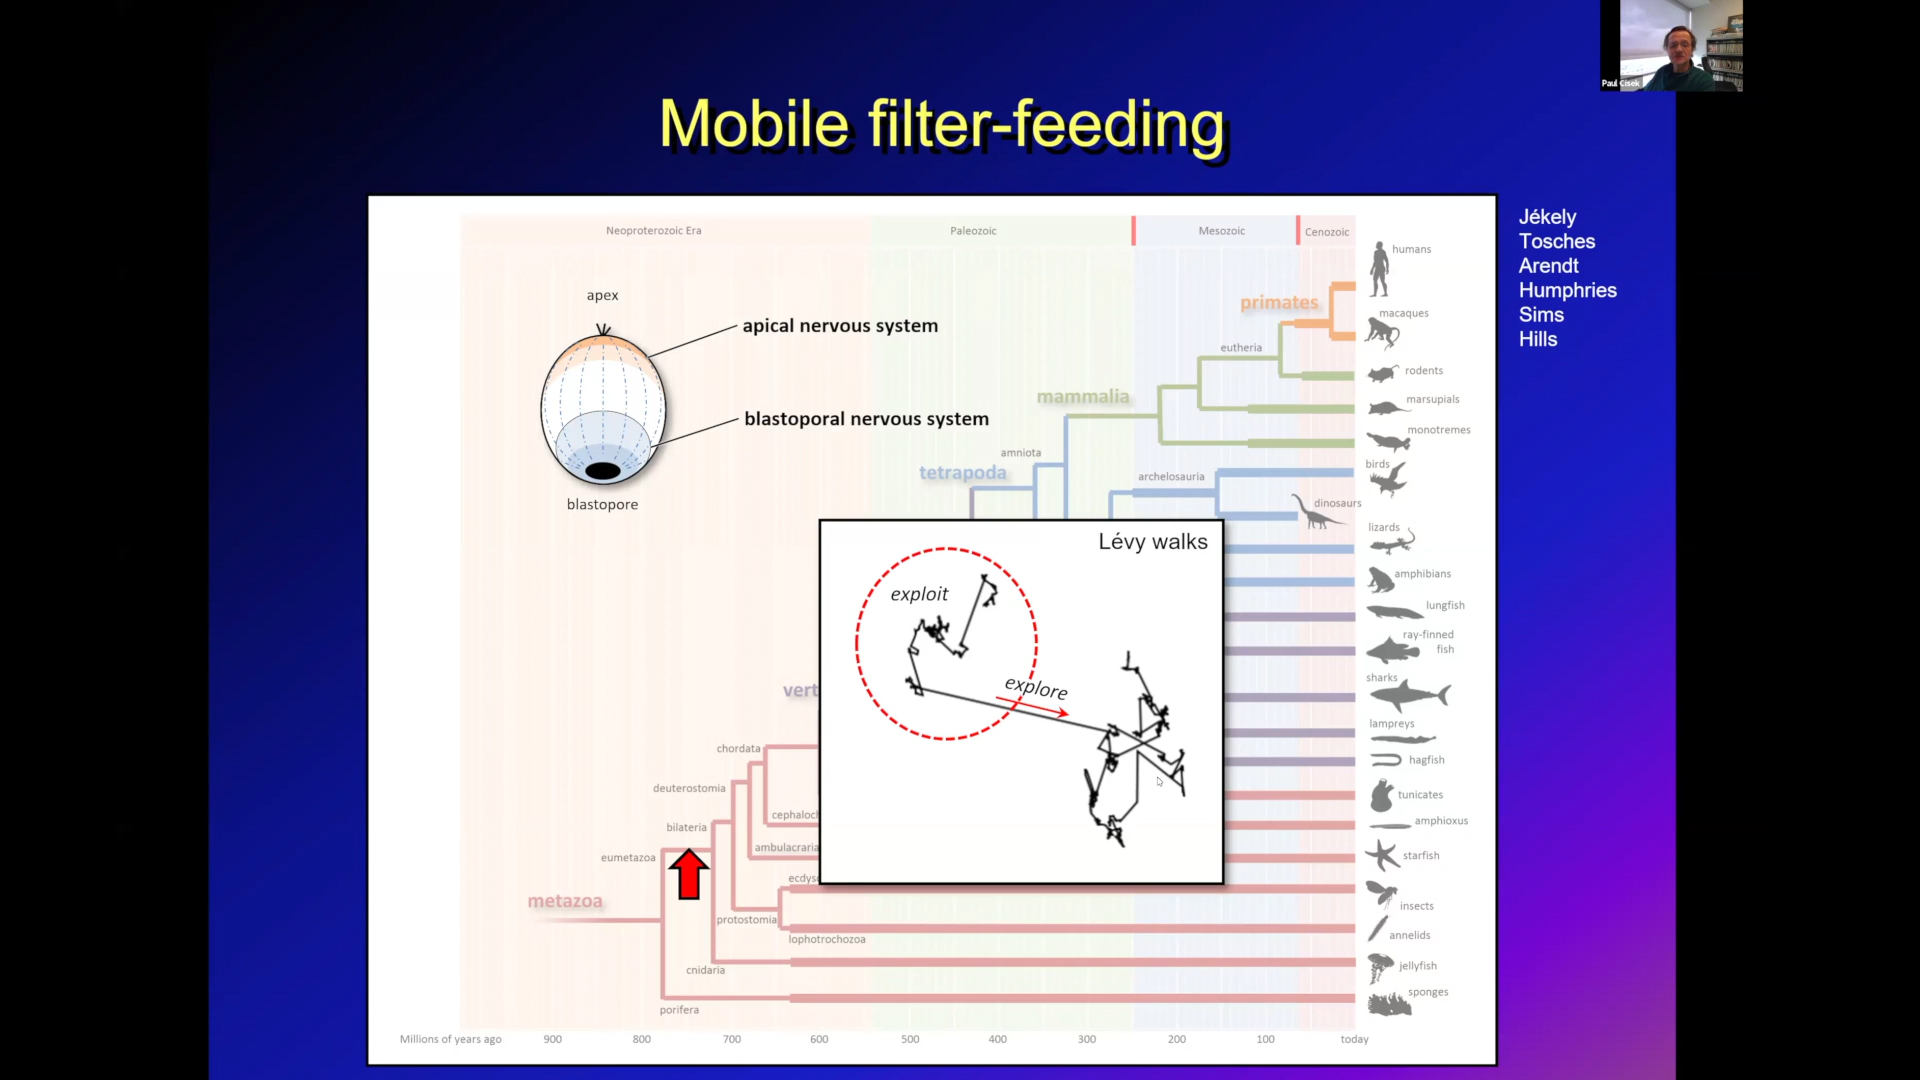 Paul Cisek
Mobile filter-feeding
Jékely
Tosches
Arendt
Humphries
Sims
Hills
Neoproterozoic Era
Paleozoic
Mesozoic
Cenozoic
humans
apex
primates
macaques
apical nervous system
eutheria
rodents
mammalia
marsupials
blastoporal nervous system
monotremes
amniota
birds
tetrapoda
archelosauria
blastopore
dinosaurs
lizards
Lévy walks
amphibians
exploit
lungfish
ray-finned
fish
sharks
explore
vert
lampreys
chordata
hagfish
deuterostomia
tunicates
cephaloch
amphioxus
bilateria
ambulacraria
starfish
eumetazoa
ecdys
metazoa
insects
protostomia
annelids
lophotrochozoa
jellyfish
cnidaria
sponges
porifera
Millions of years ago 900 800 700 600 500 400 300 200 100 today